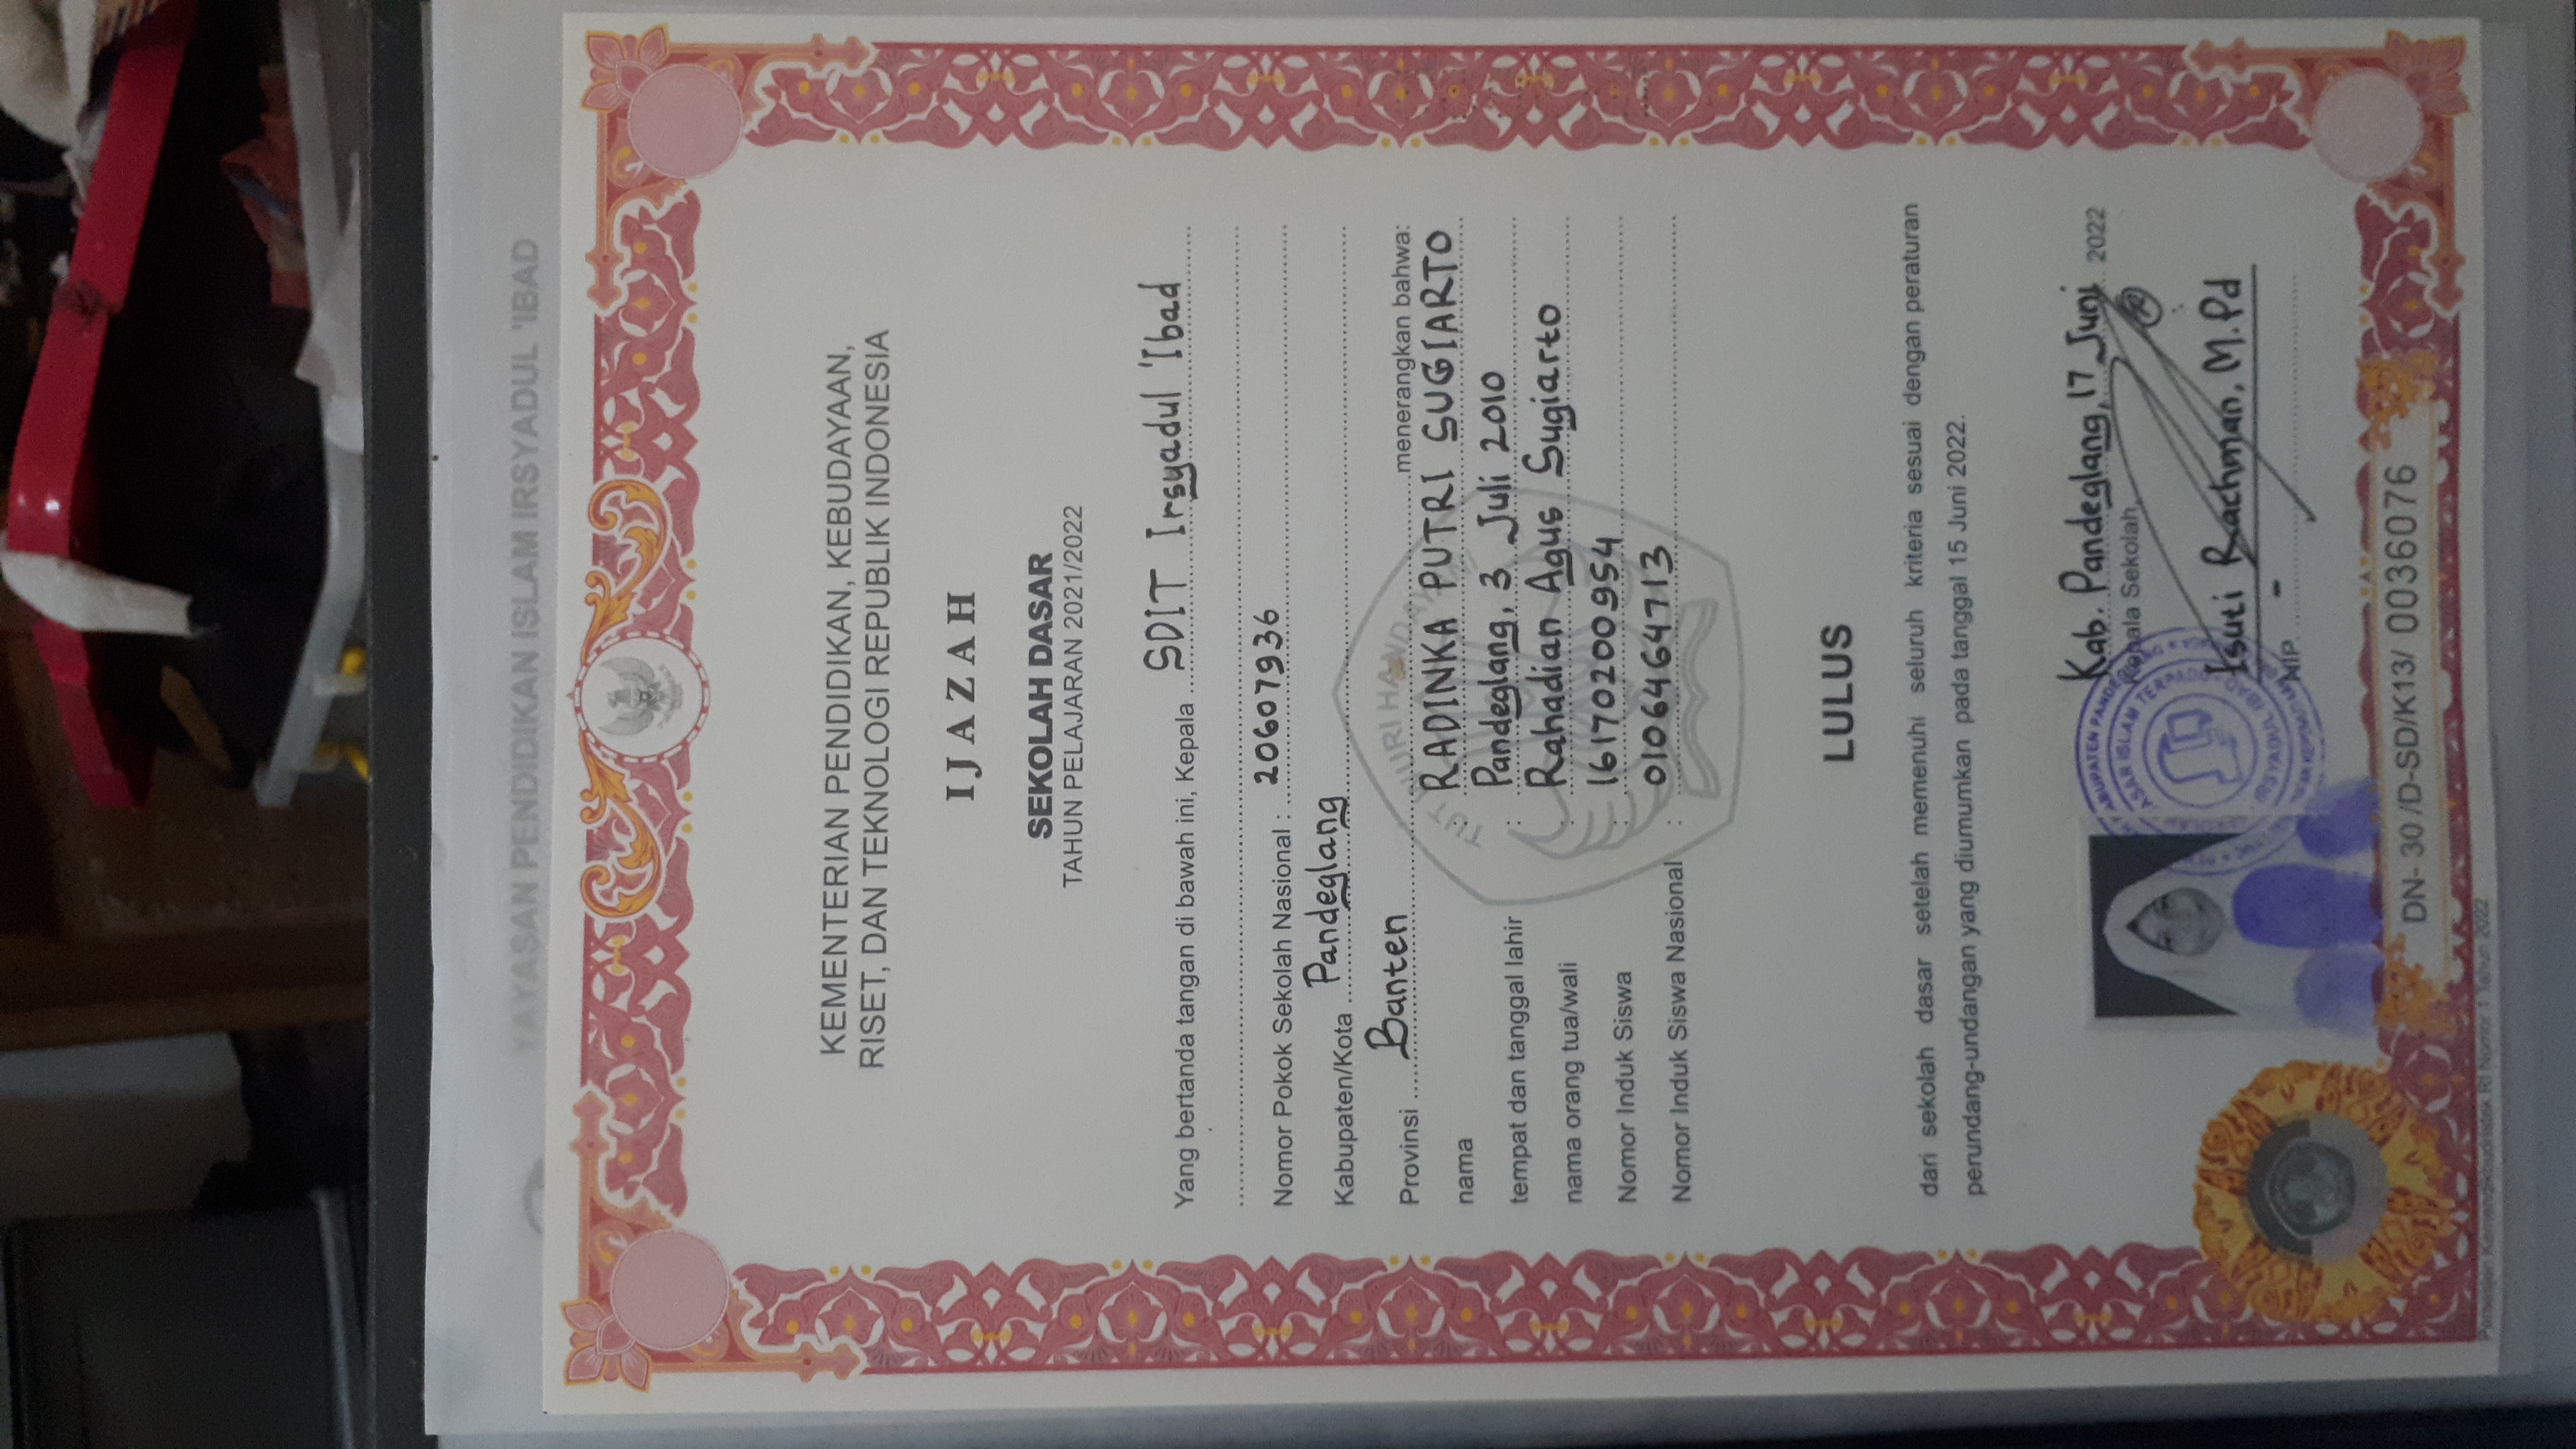 YAYASAN PENDIDIKAN ISLAM IRSYADUL 'IBAD
KEMENTERIAN PENDIDIKAN, KEBUDAYAAN,
RISET, DAN TEKNOLOGI REPUBLIK INDONESIA
IJAZAH
SEKOLAH DASAR
TAHUN PELAJARAN 2021/2022
Yang bertanda tangan di bawah ini, Kepala SDIT Irsyadul 'Ibad
Nomor Pokok Sekolah Nasional : 20607936
Kabupaten/Kota Pandeglang
Provinsi Banten menerangkan bahwa:
TUT WURI HANDAYANI
nama : RADINKA PUTRI SUGIARTO
tempat dan tanggal lahir : Pandeglang, 3 Juli 2010
nama orang tua/wali : Rahadian Agus Sugiarto
Nomor Induk Siswa : 16170200954
Nomor Induk Siswa Nasional : 0106464713
LULUS
dari sekolah dasar setelah memenuhi seluruh kriteria sesuai dengan peraturan
perundang-undangan yang diumumkan pada tanggal 15 Juni 2022.
Kab. Pandeglang, 17 Juni 2022
Kepala Sekolah,
KABUPATEN PANDEGLANG
DASAR ISLAM TERPADU
IRSYADUL IBAD
Isuti Rachman, M.Pd
NIP. -
DN- 30 /D-SD/K13/ 0036076
Persesjen Kemendikbudristek RI Nomor 1 Tahun 2022